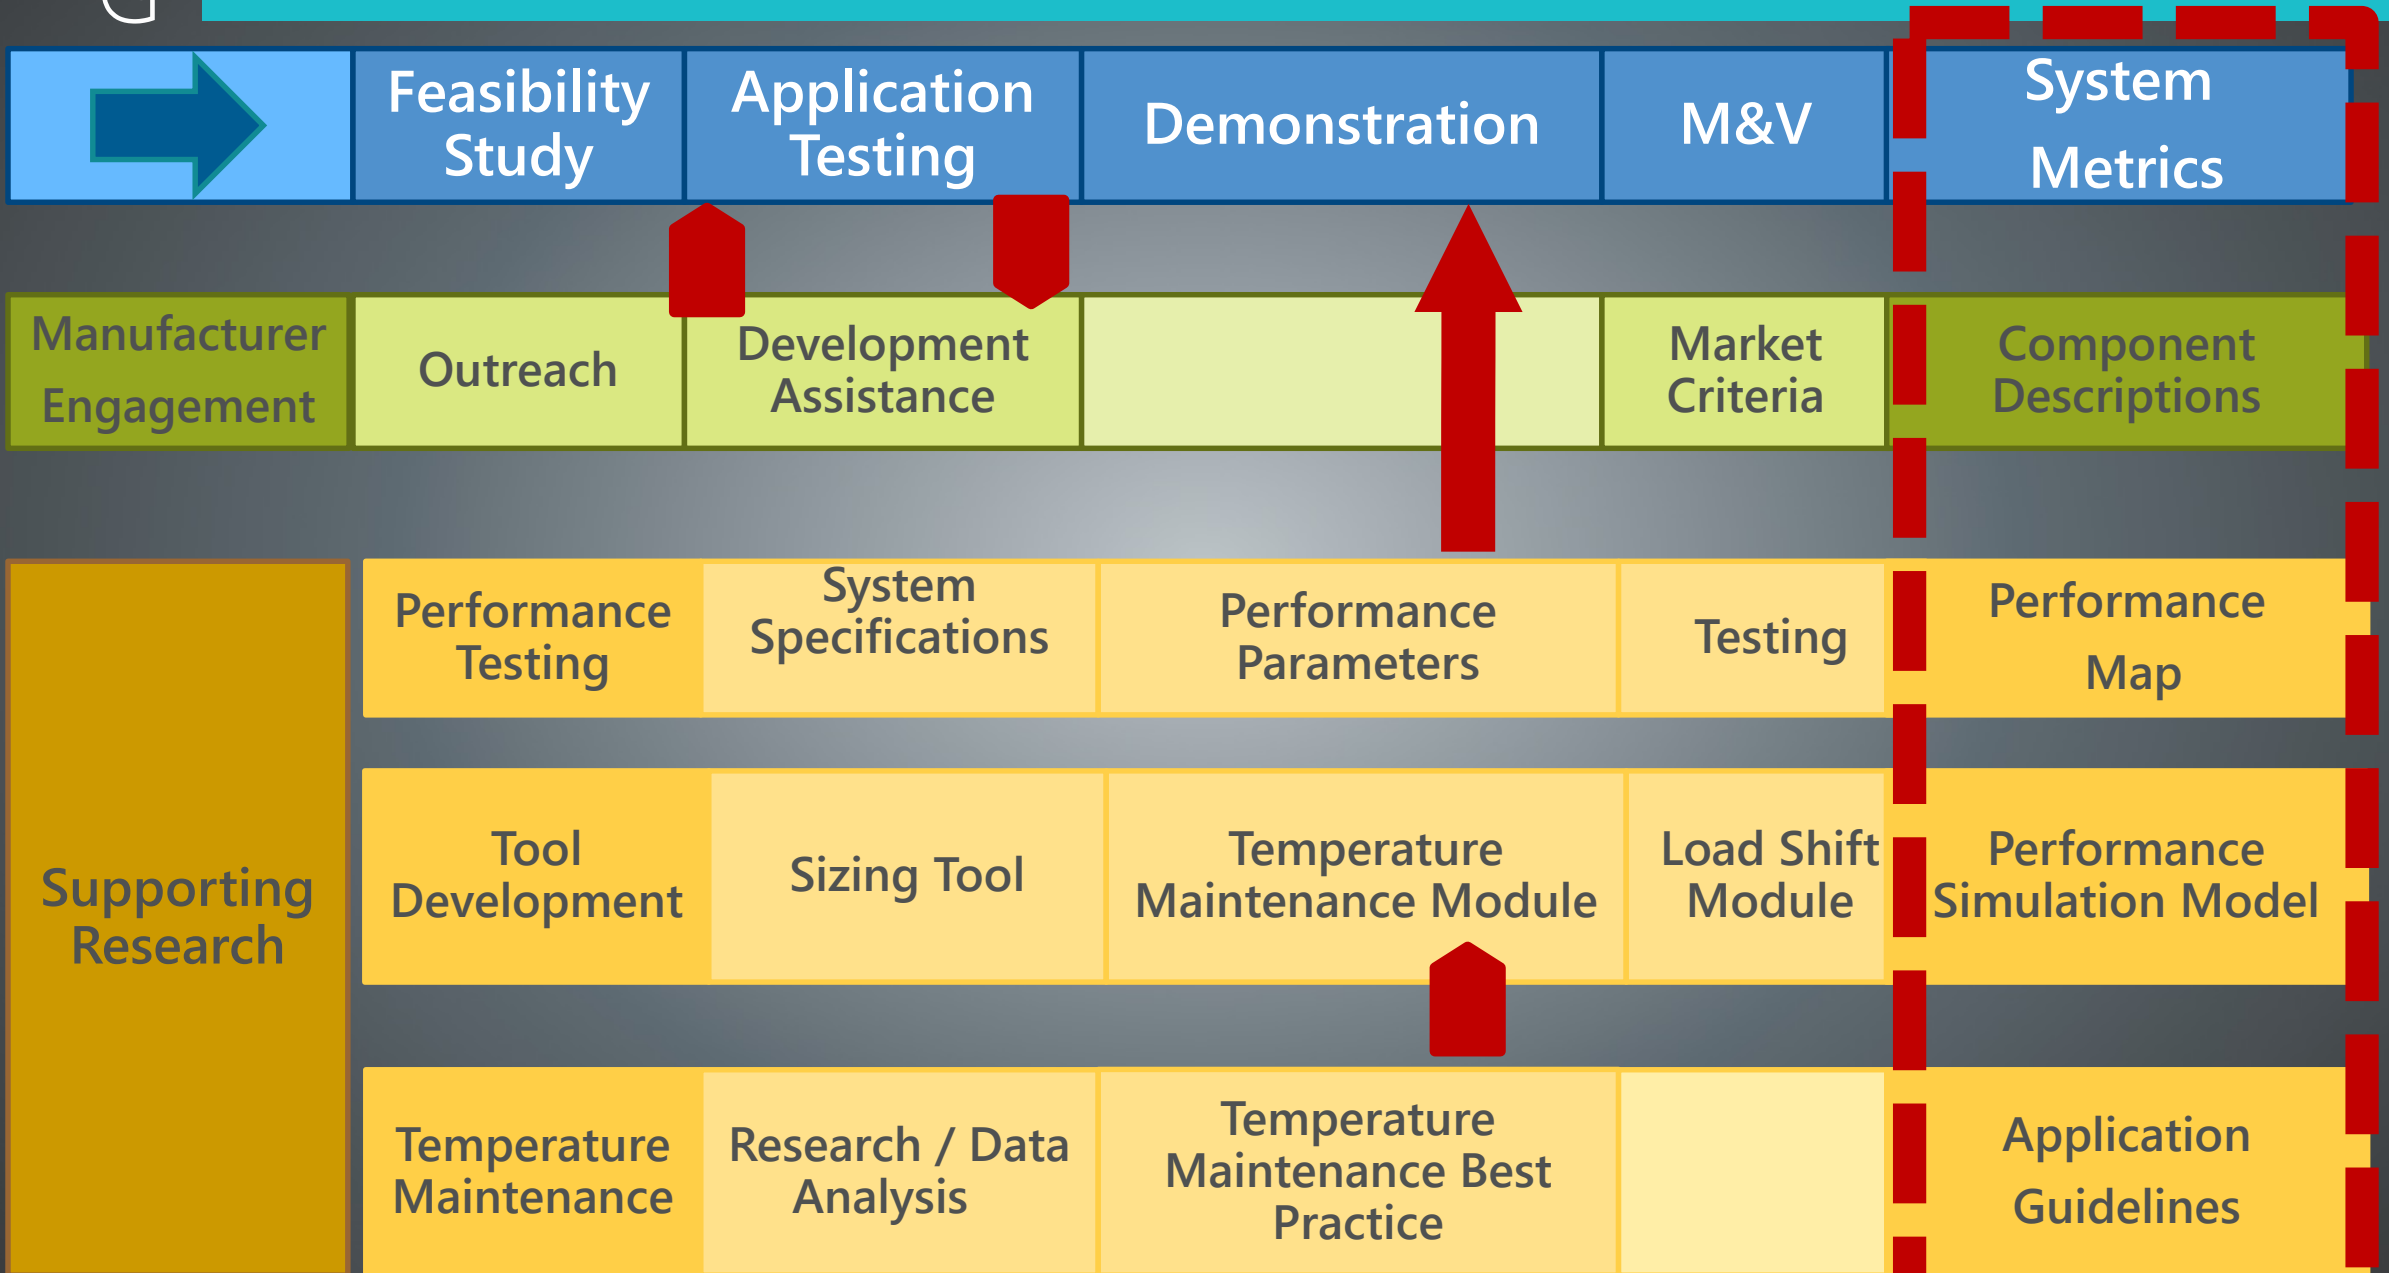 Feasibility
Study
Application
Testing
Demonstration
M&V
System
Metrics
Manufacturer
Engagement
Outreach
Development
Assistance
Market
Criteria
Component
Descriptions
Supporting
Research
Performance
Testing
System
Specifications
Performance
Parameters
Testing
Performance
Map
Tool
Development
Sizing Tool
Temperature
Maintenance Module
Load Shift
Module
Performance
Simulation Model
Temperature
Maintenance
Research / Data
Analysis
Temperature
Maintenance Best
Practice
Application
Guidelines